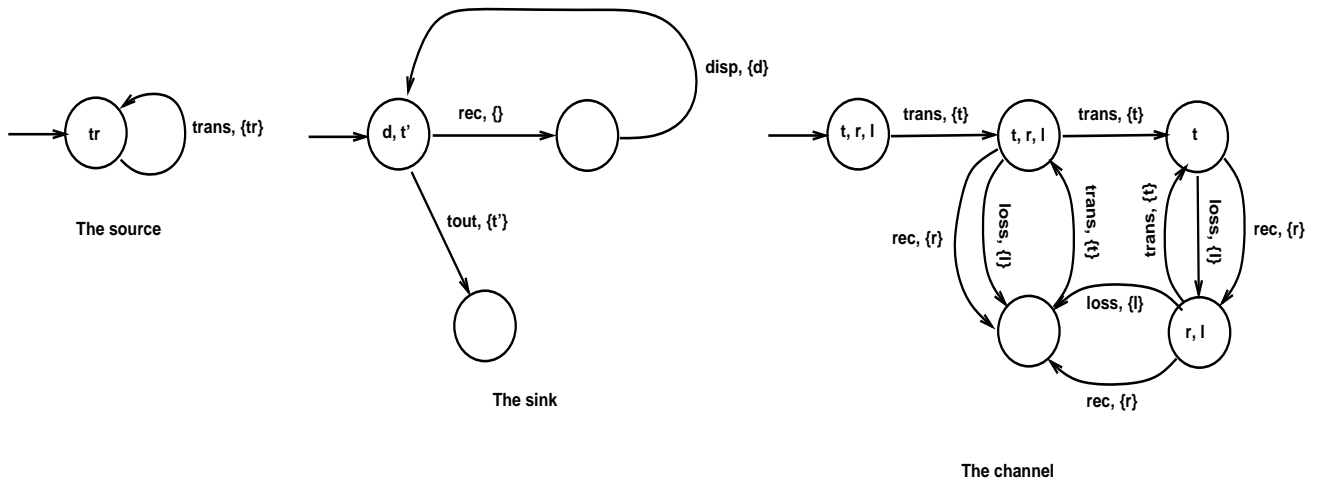 tr
trans, {tr}
The source
d, t'
rec, {}
disp, {d}
tout, {t'}
The sink
t, r, l
trans, {t}
t, r, l
trans, {t}
t
rec, {r}
loss, {l}
trans, {t}
trans, {t}
loss, {l}
rec, {r}
loss, {l}
r, l
rec, {r}
The channel